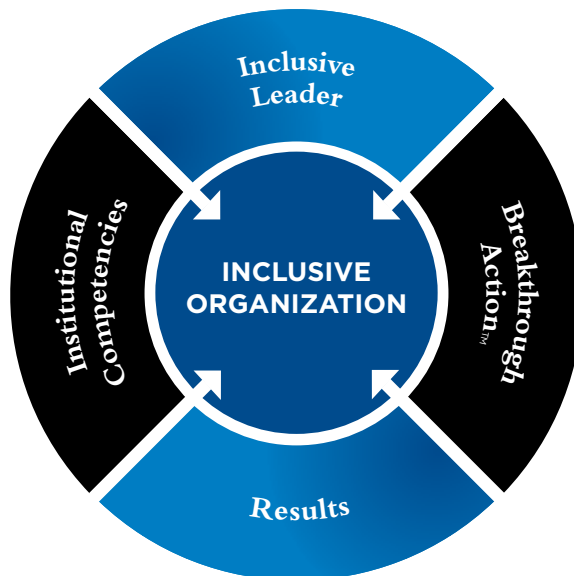 Inclusive
Leader
Institutional
Competencies
INCLUSIVE
ORGANIZATION
Breakthrough
Action™
Results